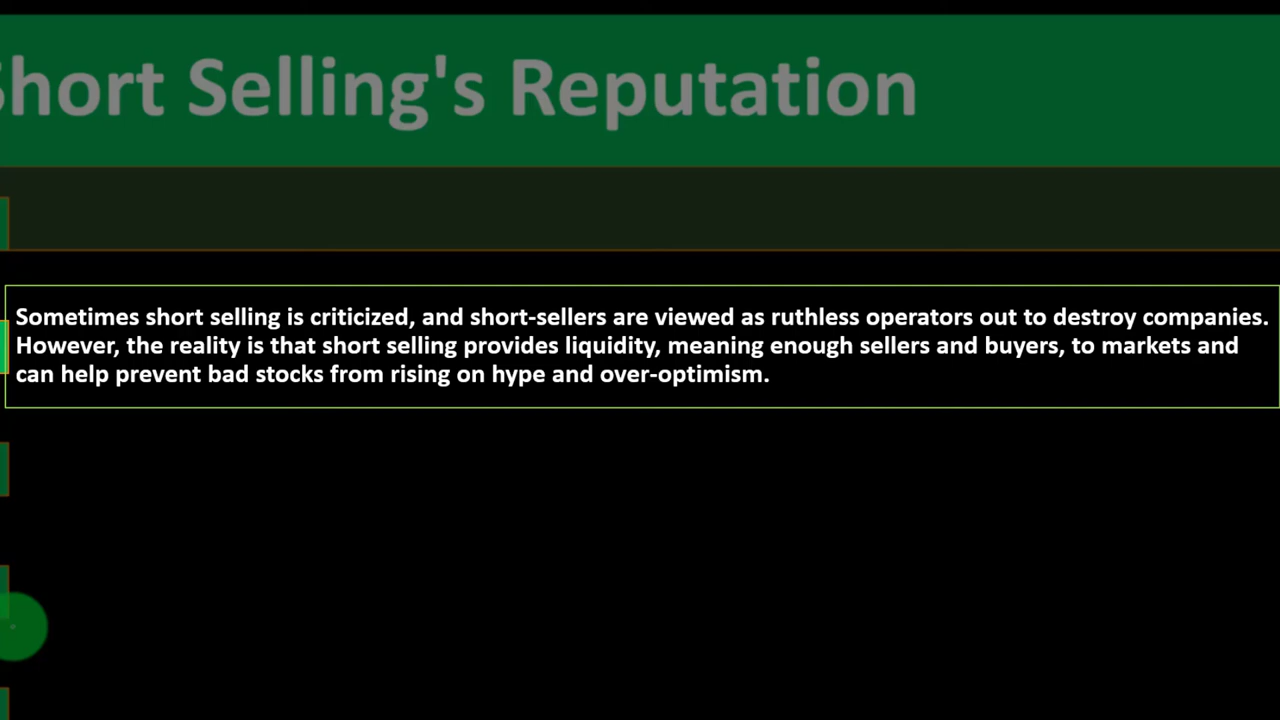 Short Selling's Reputation
Sometimes short selling is criticized, and short-sellers are viewed as ruthless operators out to destroy companies.
However, the reality is that short selling provides liquidity, meaning enough sellers and buyers, to markets and
can help prevent bad stocks from rising on hype and over-optimism.